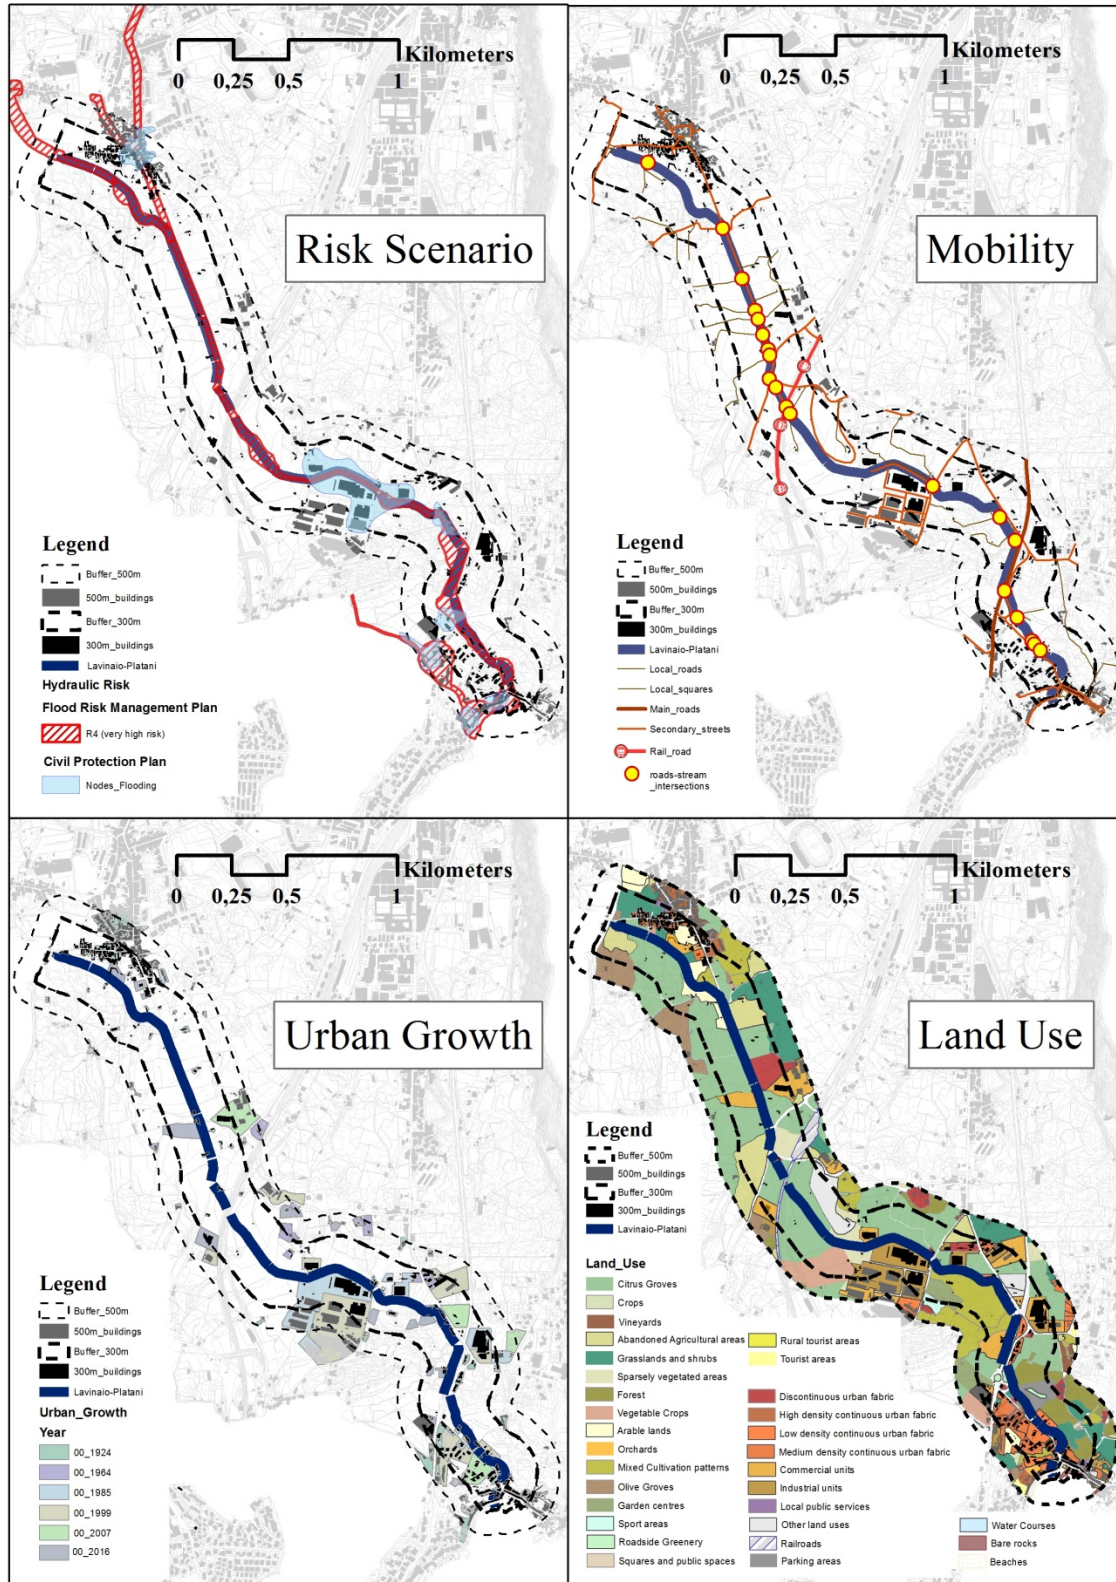 Kilometers
0 0,25 0,5 1
Risk Scenario
Legend
Buffer_500m
500m_buildings
Buffer_300m
300m_buildings
Lavinaio-Platani
Hydraulic Risk
Flood Risk Management Plan
R4 (very high risk)
Civil Protection Plan
Nodes_Flooding
Kilometers
0 0,25 0,5 1
Mobility
Legend
Buffer_500m
500m_buildings
Buffer_300m
300m_buildings
Lavinaio-Platani
Local_roads
Local_squares
Main_roads
Secondary_streets
Rail_road
roads-stream
_intersections
Kilometers
0 0,25 0,5 1
Urban Growth
Legend
Buffer_500m
500m_buildings
Buffer_300m
300m_buildings
Lavinaio-Platani
Urban_Growth
Year
00_1924
00_1964
00_1985
00_1999
00_2007
00_2016
Kilometers
0 0,25 0,5 1
Land Use
Legend
Buffer_500m
500m_buildings
Buffer_300m
300m_buildings
Lavinaio-Platani
Land_Use
Citrus Groves
Crops
Vineyards
Abandoned Agricultural areas
Grasslands and shrubs
Sparsely vegetated areas
Forest
Vegetable Crops
Arable lands
Orchards
Mixed Cultivation patterns
Olive Groves
Garden centres
Sport areas
Roadside Greenery
Squares and public spaces
Rural tourist areas
Tourist areas
Discontinuous urban fabric
High density continuous urban fabric
Low density continuous urban fabric
Medium density continuous urban fabric
Commercial units
Industrial units
Local public services
Other land uses
Railroads
Parking areas
Water Courses
Bare rocks
Beaches